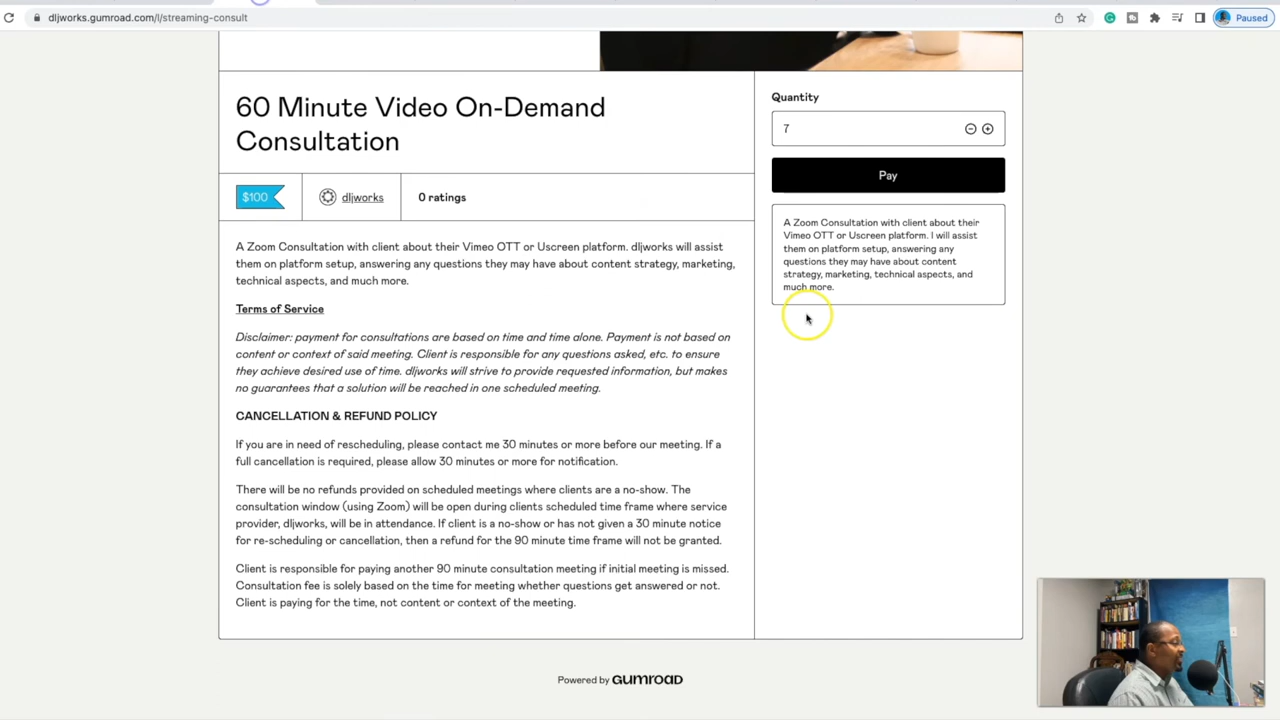 dljworks.gumroad.com/l/streaming-consult
Paused
60 Minute Video On-Demand
Consultation
$100
dljworks
0 ratings
A Zoom Consultation with client about their Vimeo OTT or Uscreen platform. dljworks will assist
them on platform setup, answering any questions they may have about content strategy, marketing,
technical aspects, and much more.
Terms of Service
Disclaimer: payment for consultations are based on time and time alone. Payment is not based on
content or context of said meeting. Client is responsible for any questions asked, etc. to ensure
they achieve desired use of time. dljworks will strive to provide requested information, but makes
no guarantees that a solution will be reached in one scheduled meeting.
CANCELLATION & REFUND POLICY
If you are in need of rescheduling, please contact me 30 minutes or more before our meeting. If a
full cancellation is required, please allow 30 minutes or more for notification.
There will be no refunds provided on scheduled meetings where clients are a no-show. The
consultation window (using Zoom) will be open during clients scheduled time frame where service
provider, dljworks, will be in attendance. If client is a no-show or has not given a 30 minute notice
for re-scheduling or cancellation, then a refund for the 90 minute time frame will not be granted.
Client is responsible for paying another 90 minute consultation meeting if initial meeting is missed.
Consultation fee is solely based on the time for meeting whether questions get answered or not.
Client is paying for the time, not content or context of the meeting.
Quantity
7
Pay
A Zoom Consultation with client about their
Vimeo OTT or Uscreen platform. I will assist
them on platform setup, answering any
questions they may have about content
strategy, marketing, technical aspects, and
much more.
Powered by GUMROAD